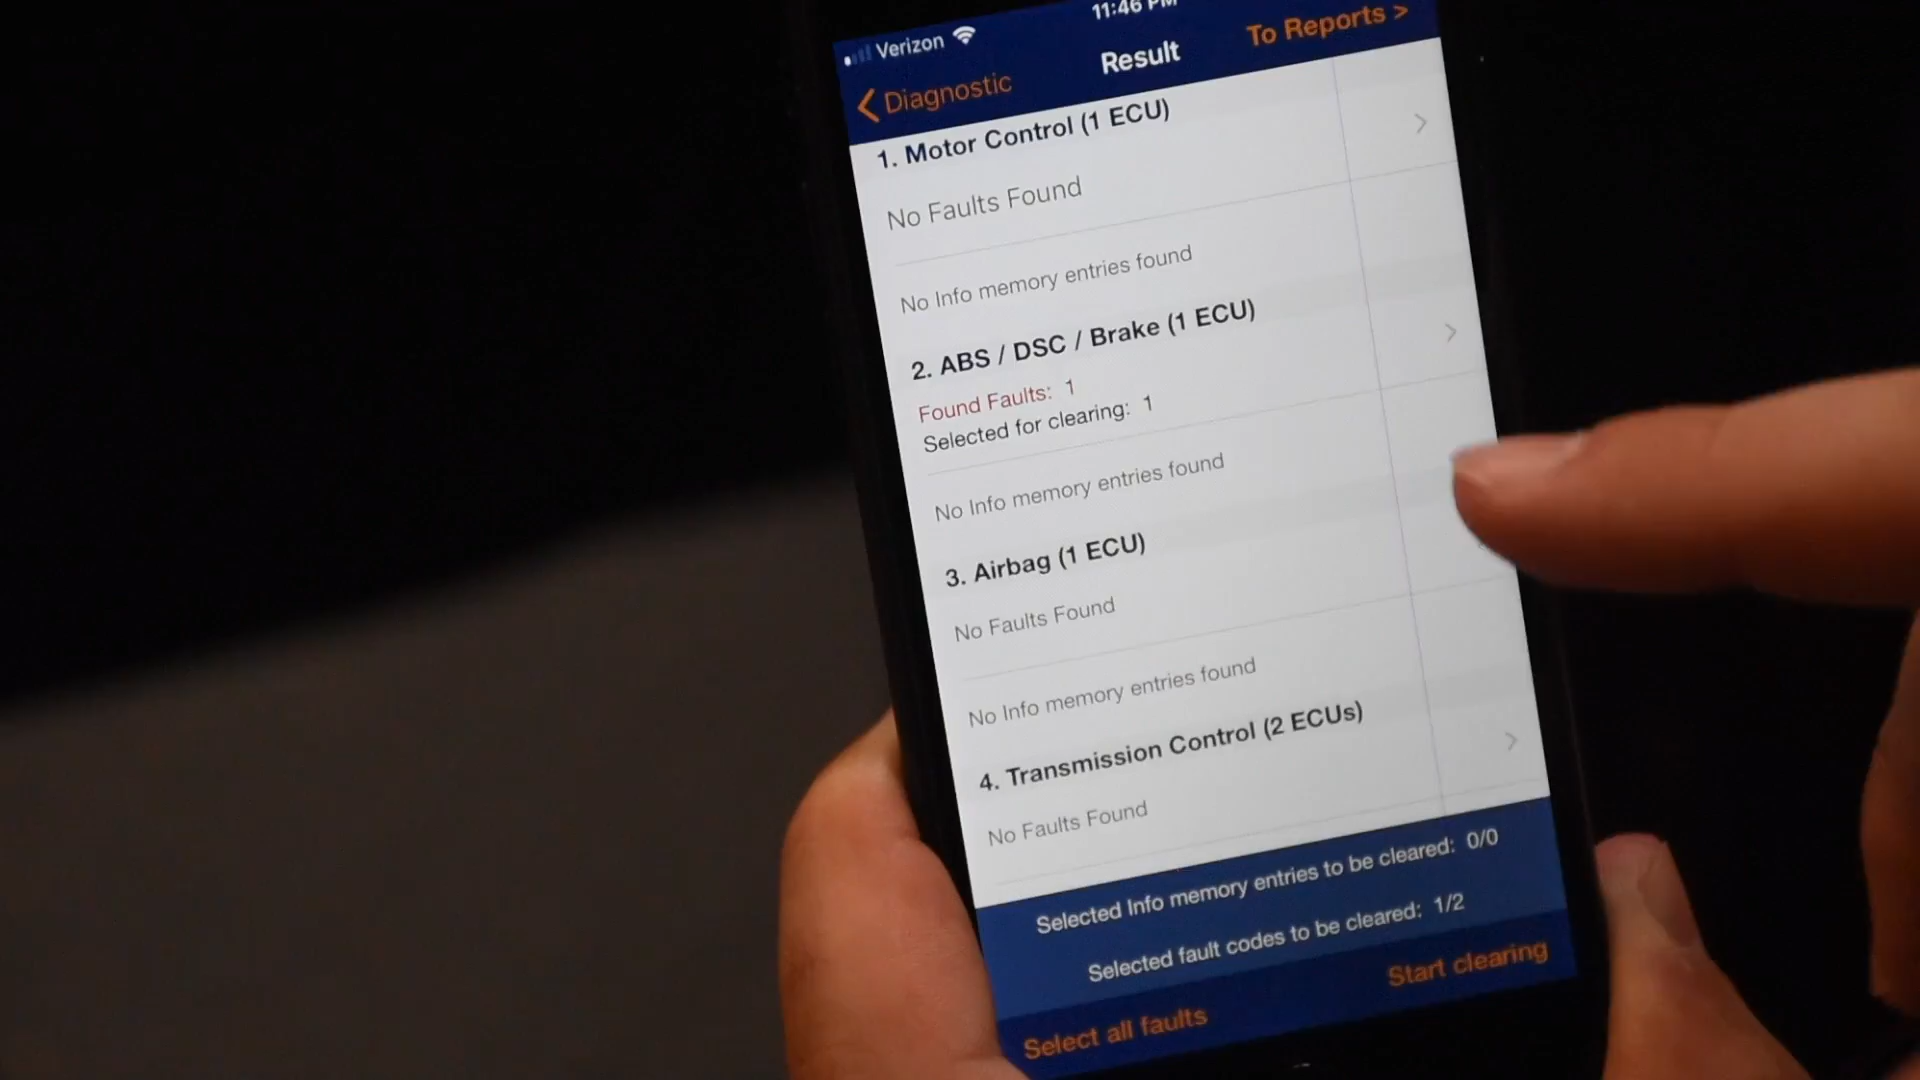 11:46 PM
Verizon
Diagnostic
Result
To Reports >
1. Motor Control (1 ECU)
No Faults Found
No Info memory entries found
2. ABS / DSC / Brake (1 ECU)
Found Faults: 1
Selected for clearing: 1
No Info memory entries found
3. Airbag (1 ECU)
No Faults Found
No Info memory entries found
4. Transmission Control (2 ECUs)
No Faults Found
Selected Info memory entries to be cleared: 0/0
Selected fault codes to be cleared: 1/2
Select all faults
Start clearing